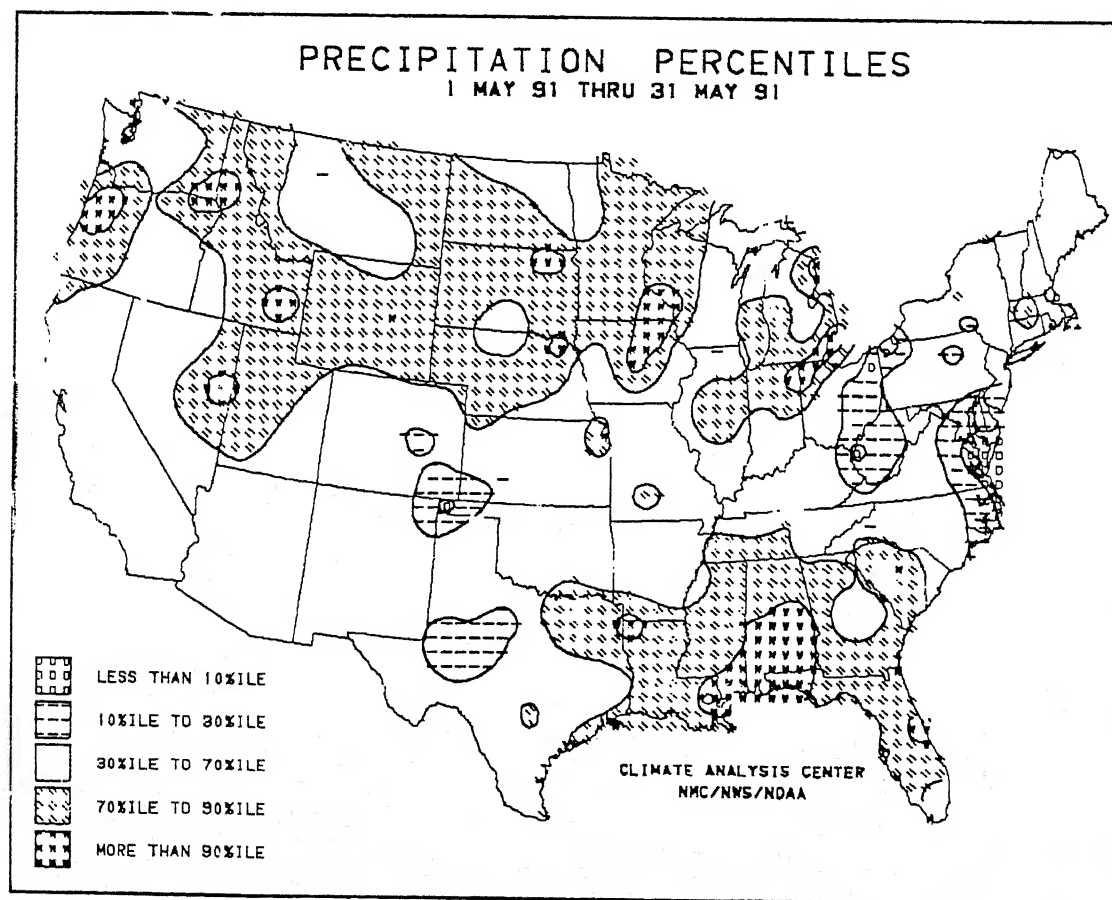 PRECIPITATION PERCENTILES
1 MAY 91 THRU 31 MAY 91
LESS THAN 10%ILE
10%ILE TO 30%ILE
30%ILE TO 70%ILE
70%ILE TO 90%ILE
MORE THAN 90%ILE
CLIMATE ANALYSIS CENTER
NMC/NWS/NOAA